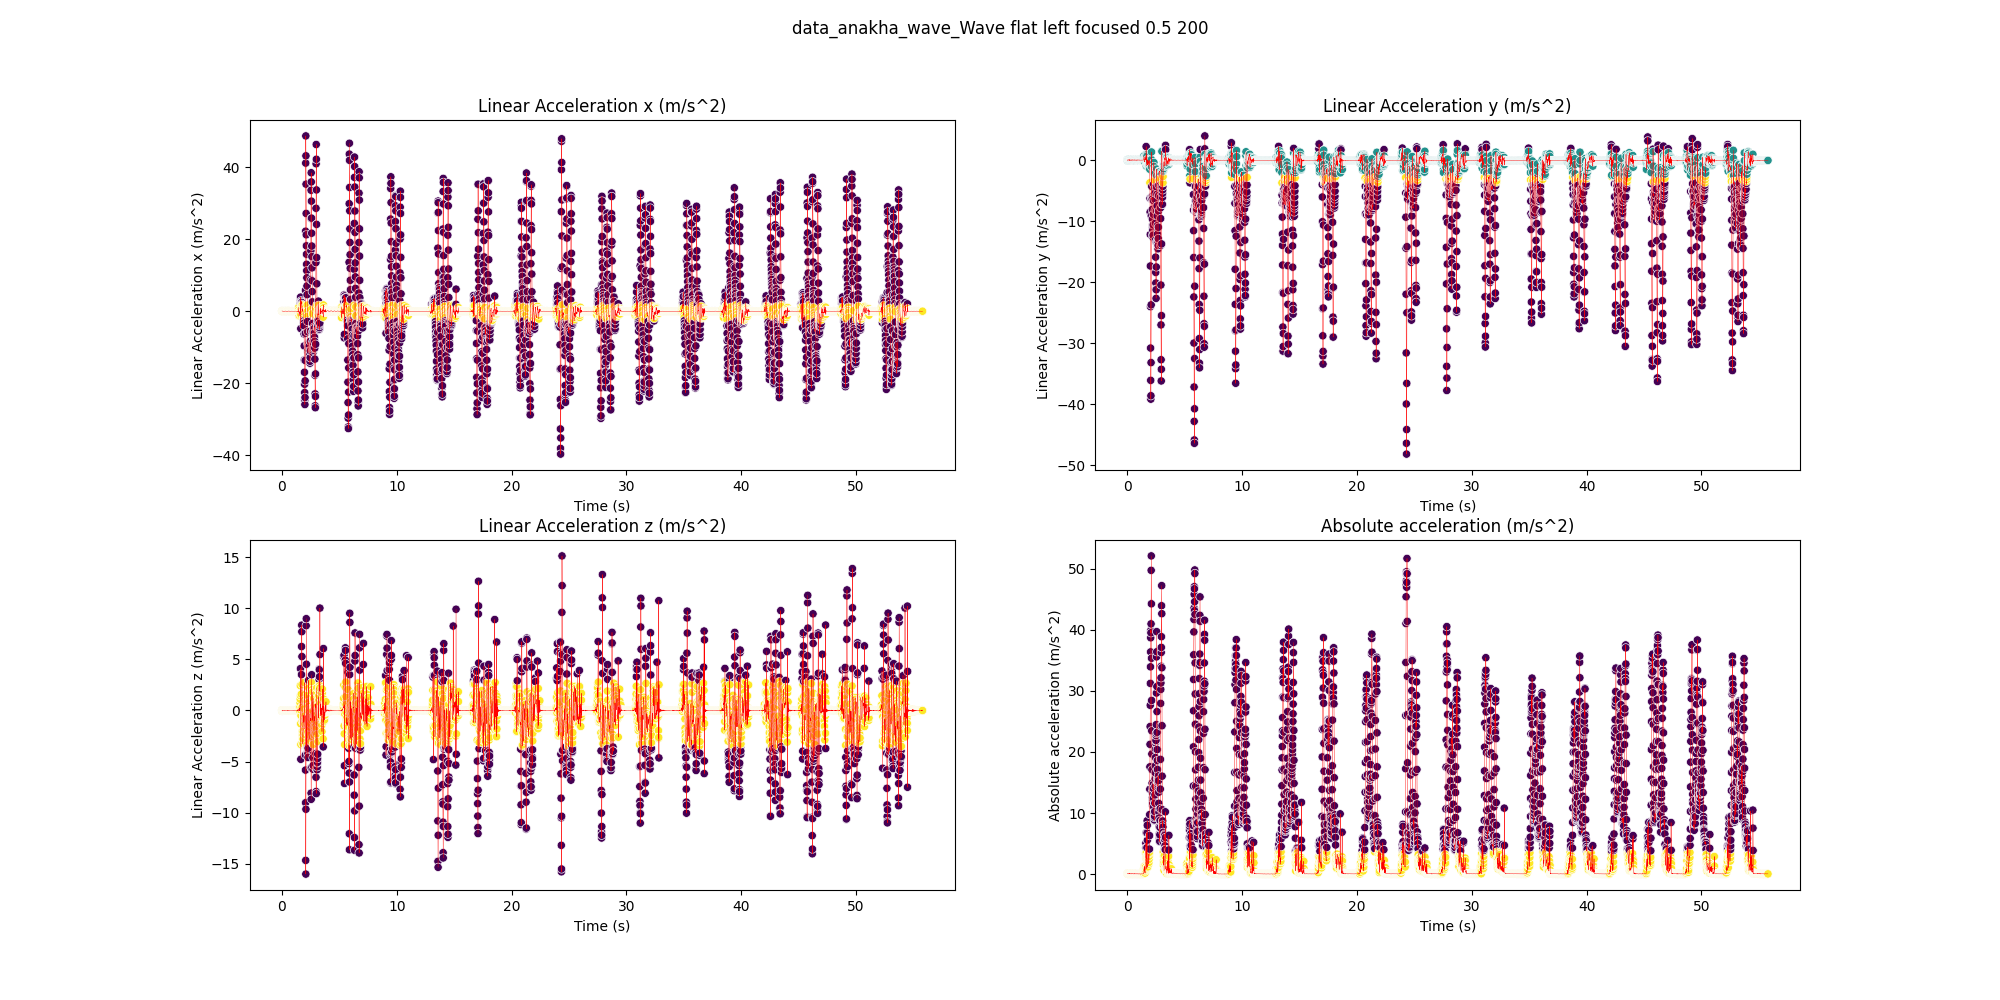 data_anakha_wave_Wave flat left focused 0.5 200
Linear Acceleration x (m/s^2)
Linear Acceleration x (m/s^2)
40
20
0
−20
−40
0 10 20 30 40 50
Time (s)
Linear Acceleration y (m/s^2)
Linear Acceleration y (m/s^2)
0
−10
−20
−30
−40
−50
0 10 20 30 40 50
Time (s)
Linear Acceleration z (m/s^2)
Linear Acceleration z (m/s^2)
15
10
5
0
−5
−10
−15
0 10 20 30 40 50
Time (s)
Absolute acceleration (m/s^2)
Absolute acceleration (m/s^2)
50
40
30
20
10
0
0 10 20 30 40 50
Time (s)